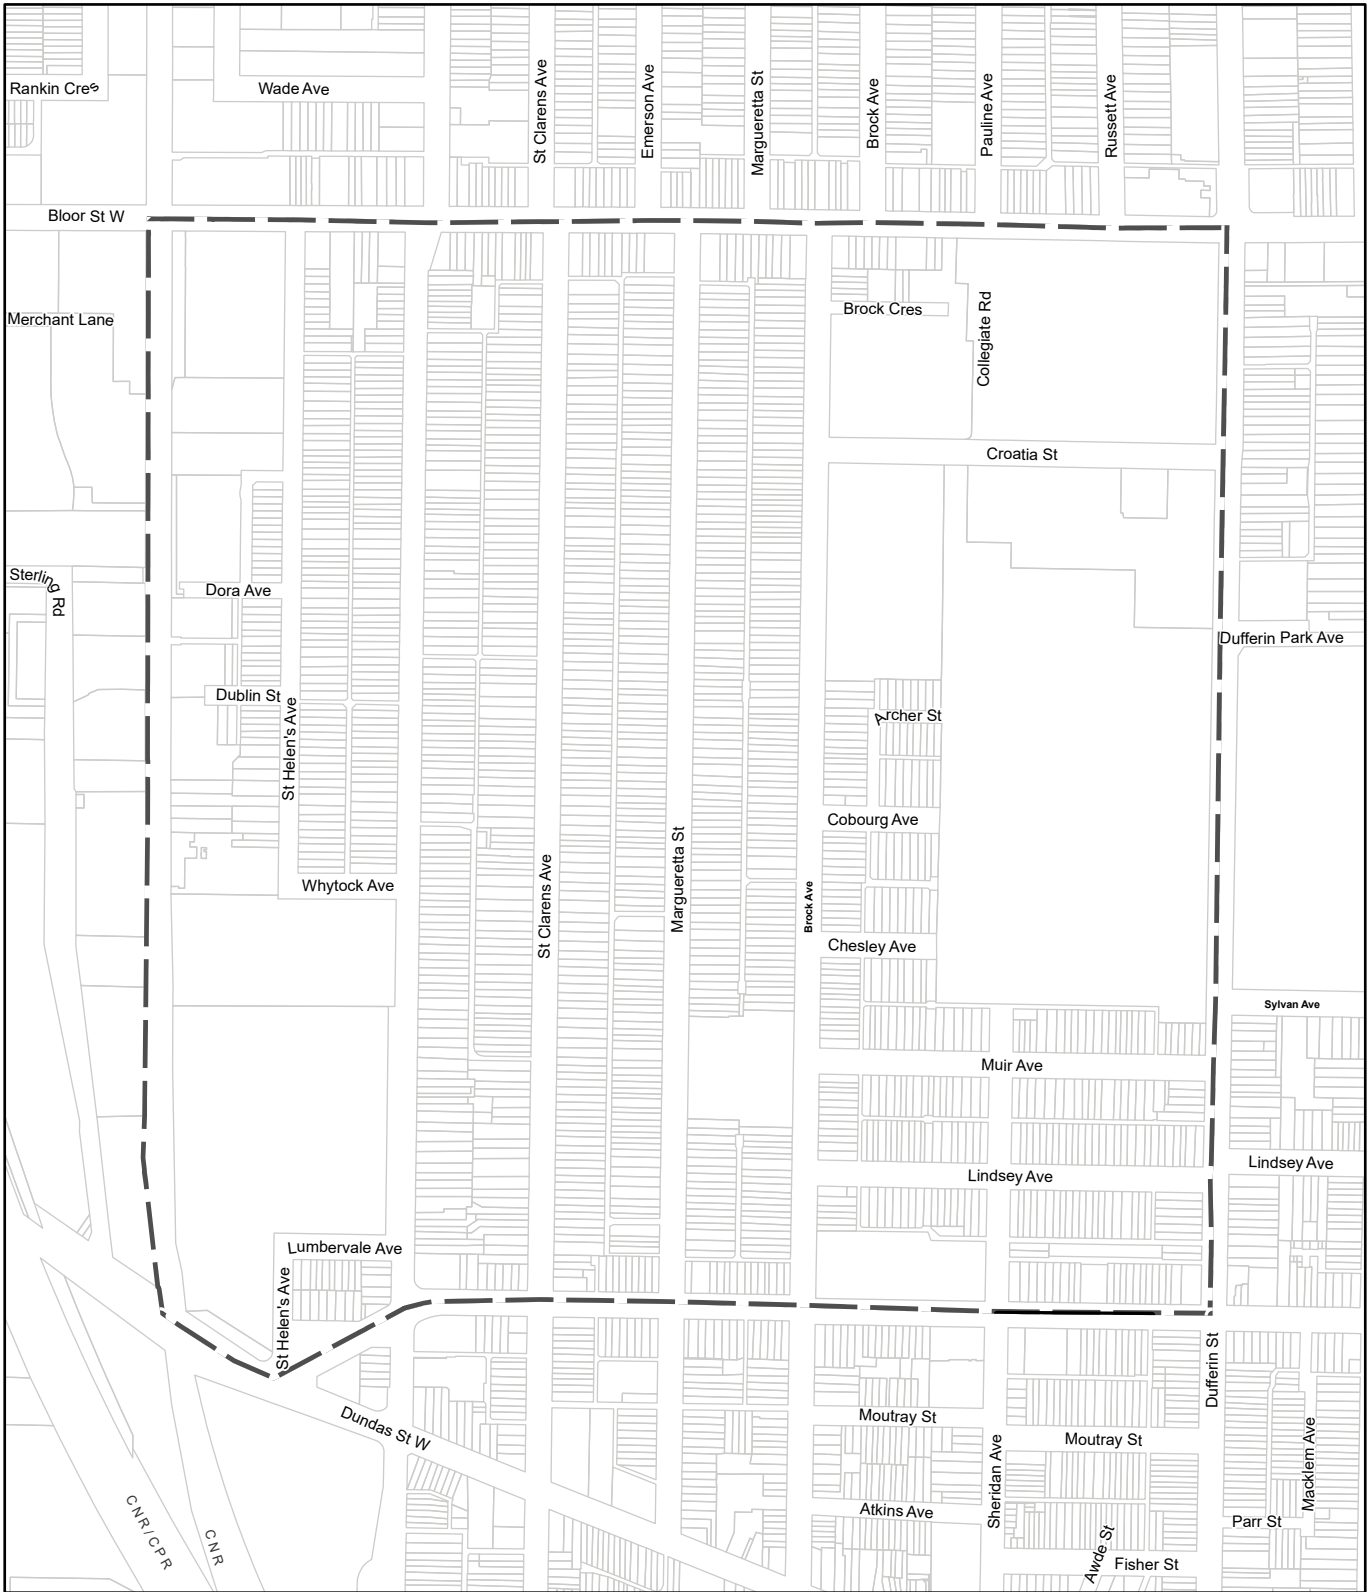 Rankin Cres
Wade Ave
St Clarens Ave
Emerson Ave
Margueretta St
Brock Ave
Pauline Ave
Russett Ave
Bloor St W
Merchant Lane
Brock Cres
Collegiate Rd
Croatia St
Sterling Rd
Dora Ave
Dufferin Park Ave
Dublin St
St Helen's Ave
Archer St
Cobourg Ave
Margueretta St
St Clarens Ave
Whytock Ave
Brock Ave
Chesley Ave
Sylvan Ave
Muir Ave
Lindsey Ave
Lindsey Ave
Lumbervale Ave
St Helen's Ave
Dufferin St
Dundas St W
Moutray St
Moutray St
Sheridan Ave
Macklem Ave
Atkins Ave
Parr St
CNR/CPR
CNR
Awde St
Fisher St